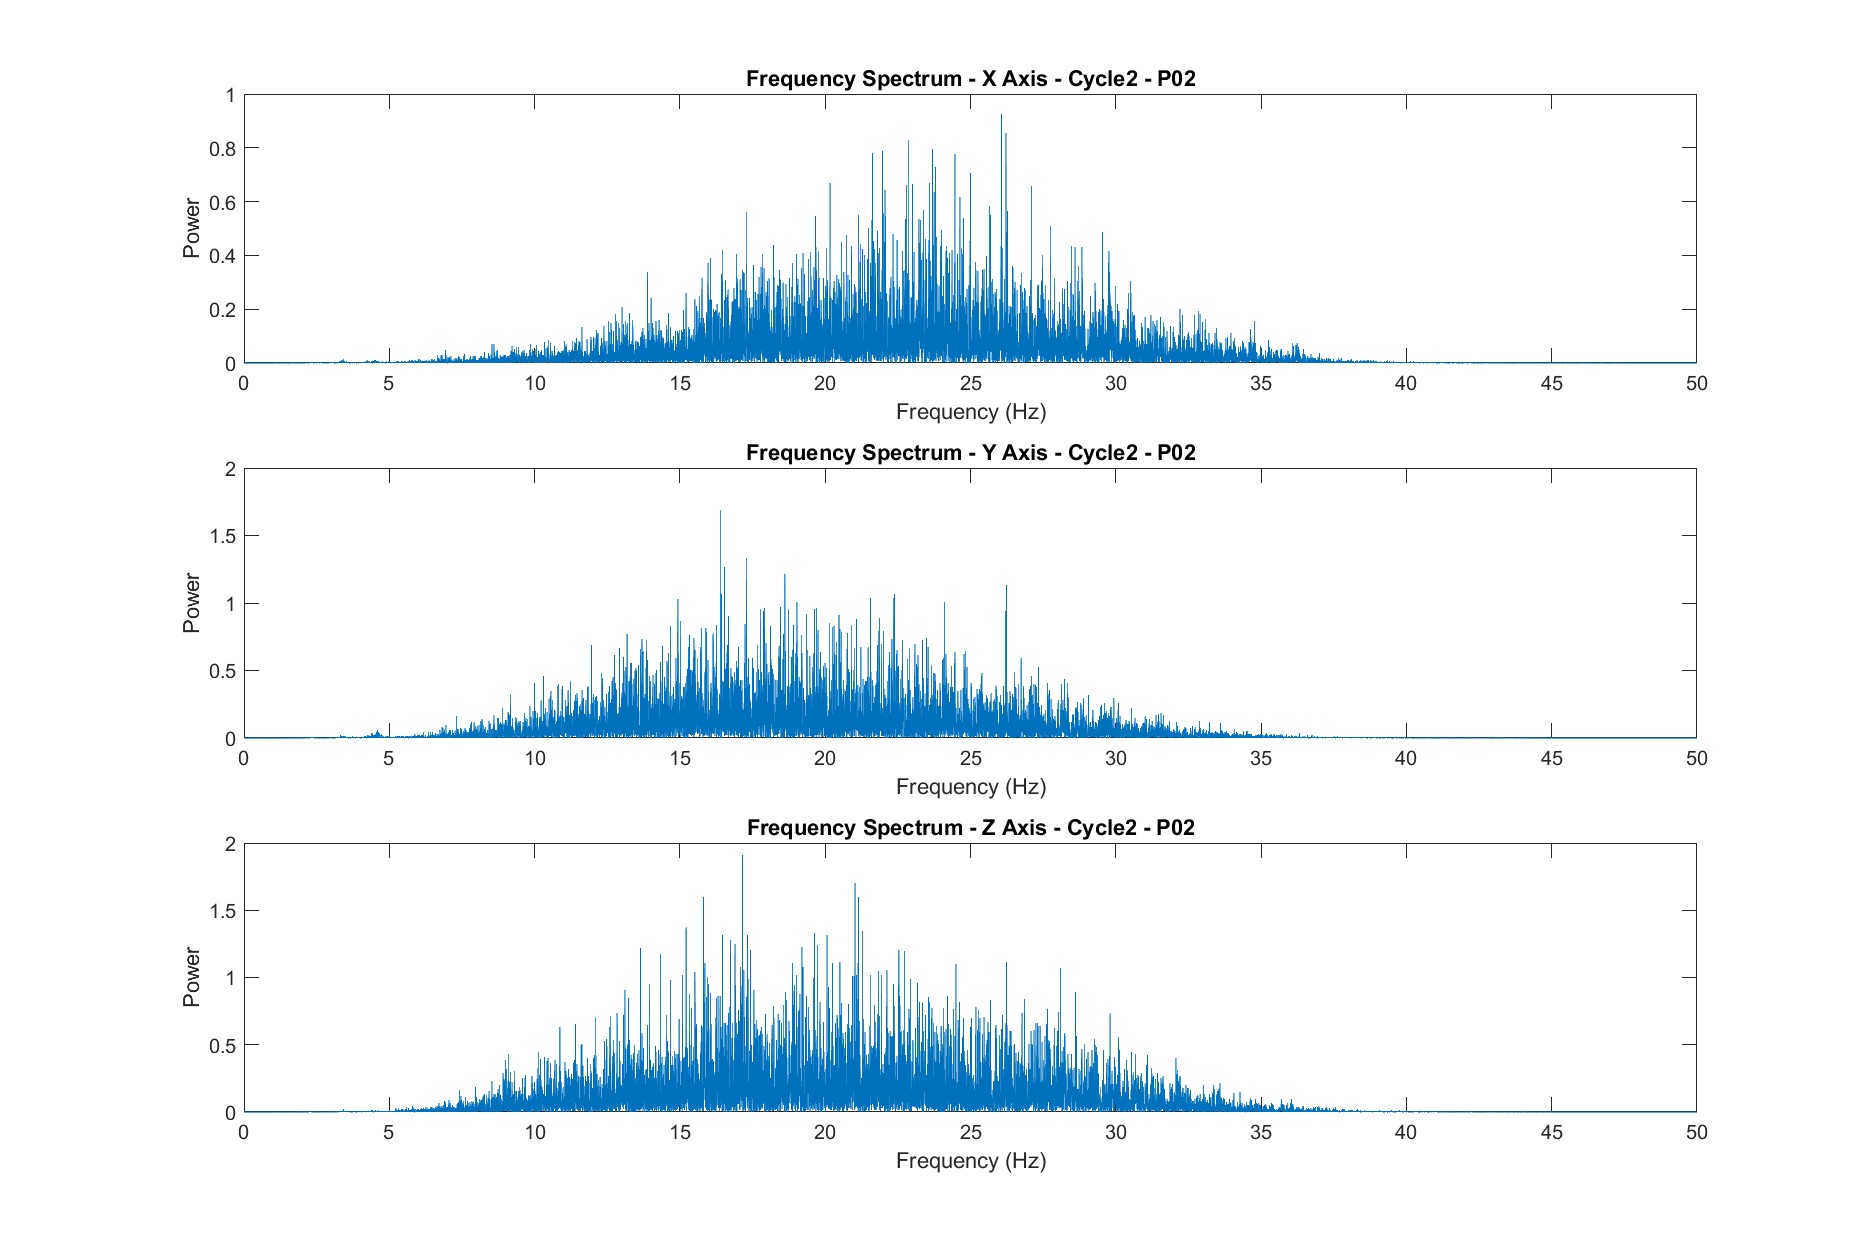 Frequency Spectrum - X Axis - Cycle2 - P02
1
0.8
0.6
0.4
0.2
0
Power
0 5 10 15 20 25 30 35 40 45 50
Frequency (Hz)
Frequency Spectrum - Y Axis - Cycle2 - P02
2
1.5
1
0.5
0
Power
0 5 10 15 20 25 30 35 40 45 50
Frequency (Hz)
Frequency Spectrum - Z Axis - Cycle2 - P02
2
1.5
1
0.5
0
Power
0 5 10 15 20 25 30 35 40 45 50
Frequency (Hz)